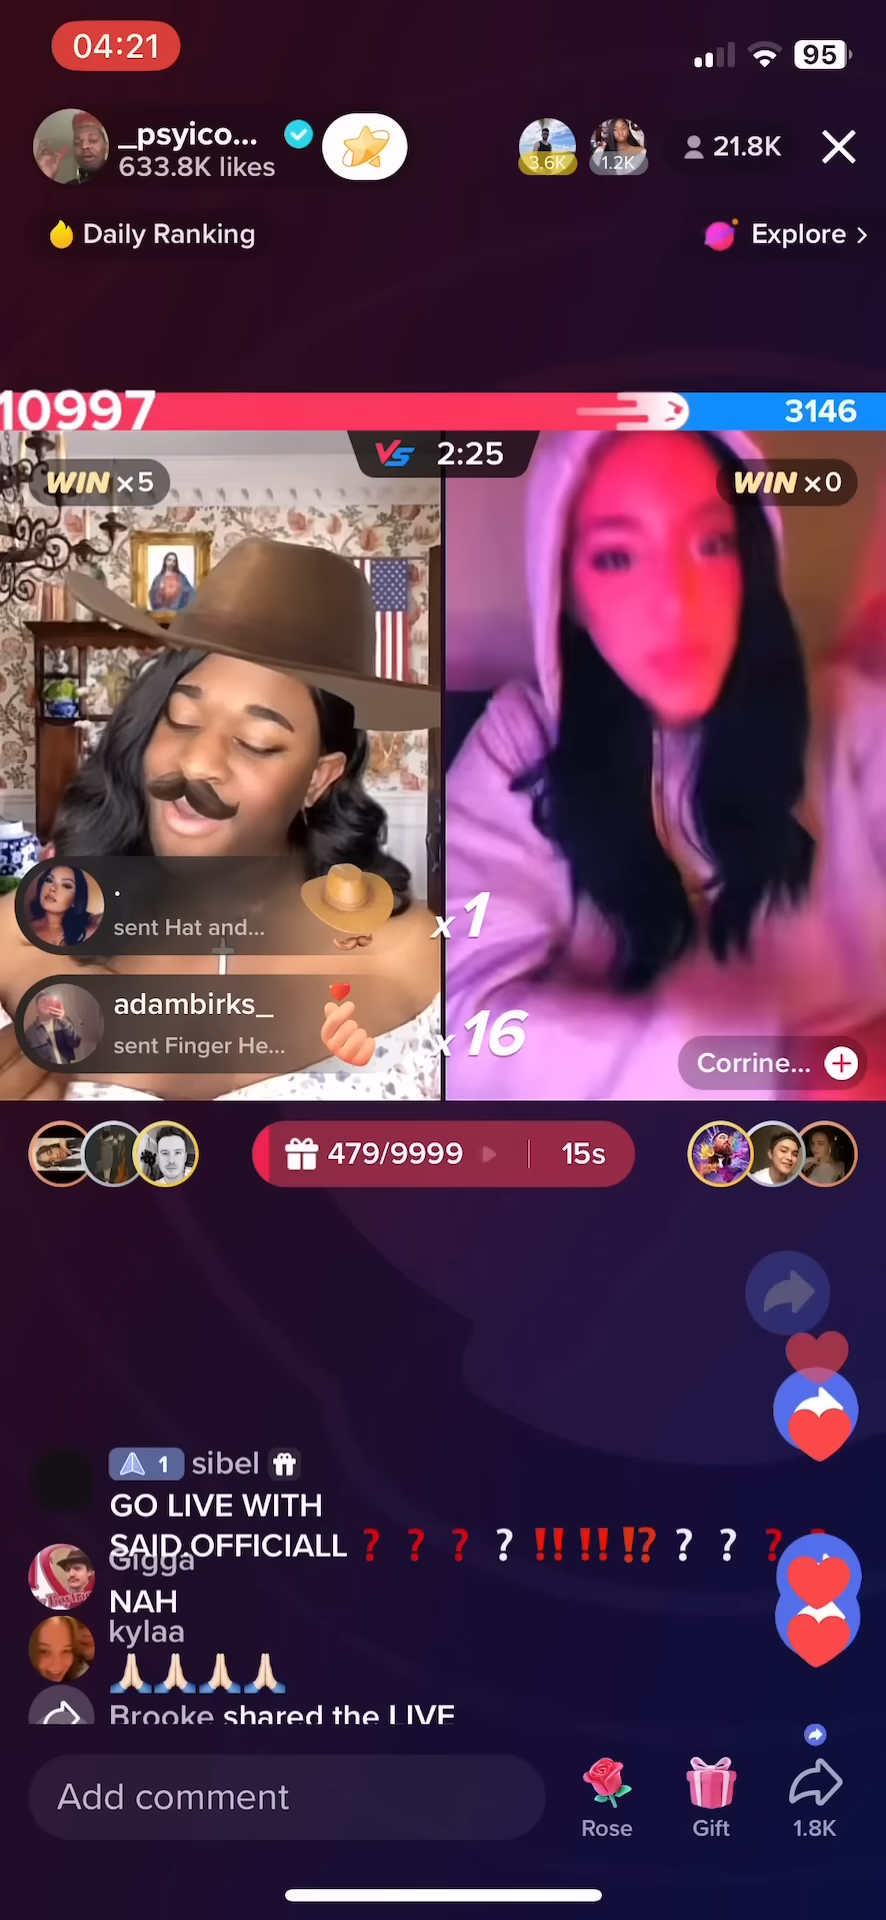 04:21
95
_psyico...
633.8K likes
3.6K
1.2K
21.8K
Daily Ranking
Explore >
10997
3146
VS 2:25
WIN x5
WIN x0
.
sent Hat and...
x1
adambirks_
sent Finger He...
x16
Corrine...
479/9999
15s
1 sibel
GO LIVE WITH
SAID.OFFICIALL ❓ ❓ ❓ ❔ ‼️ ‼️ ⁉️ ❔ ❔ ❓ ❓
Gigga
NAH
kylaa
🙏🏻🙏🏻🙏🏻🙏🏻
Brooke shared the LIVE
Add comment
Rose
Gift
1.8K